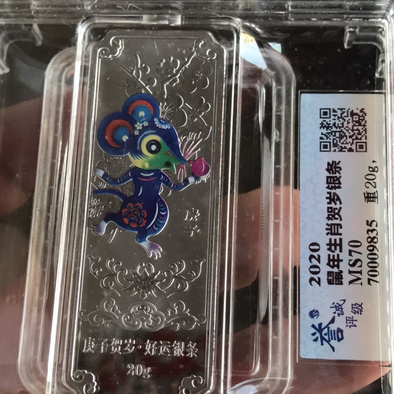 庚子
庚子贺岁·好运银条
20g
2020
鼠年生肖贺岁银条
MS70 重20g,
70009835
誉诚
评级